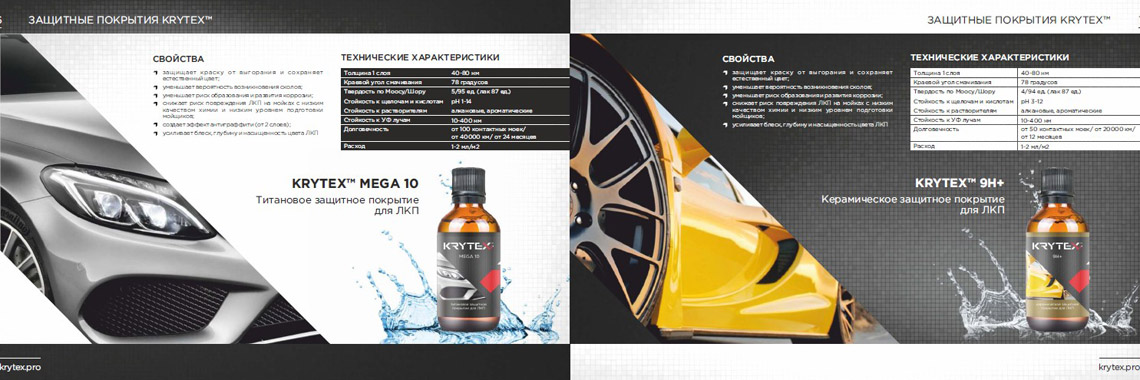 ЗАЩИТНЫЕ ПОКРЫТИЯ KRYTEX™
СВОЙСТВА
защищает краску от выгорания и сохраняет
естественный цвет;
уменьшает вероятность возникновения сколов;
уменьшает риск образования и развития коррозии;
снижает риск повреждения ЛКП на мойках с низким
качеством химии и низким уровнем подготовки
мойщиков;
создает эффект антиграффити (от 2 слоев);
усиливает блеск, глубину и насыщенность цвета ЛКП
ТЕХНИЧЕСКИЕ ХАРАКТЕРИСТИКИ
Толщина 1 слоя 40-80 нм
Краевой угол смачивания 78 градусов
Твердость по Моосу/Шору 5/95 ед. (лак 87 ед.)
Стойкость к щелочам и кислотам pH 1-14
Стойкость к растворителям алкановые, ароматические
Стойкость к УФ лучам 10-400 нм
Долговечность от 100 контактных моек/
от 40000 км/ от 24 месяцев
Расход 1-2 мл/м2
KRYTEX™ MEGA 10
Титановое защитное покрытие
для ЛКП
KRYTEX
MEGA 10
титановое защитное
покрытие для ЛКП
krytex.pro
ЗАЩИТНЫЕ ПОКРЫТИЯ KRYTEX™
СВОЙСТВА
защищает краску от выгорания и сохраняет
естественный цвет;
уменьшает вероятность возникновения сколов;
уменьшает риск образования и развития коррозии;
снижает риск повреждения ЛКП на мойках с низким
качеством химии и низким уровнем подготовки
мойщиков;
усиливает блеск, глубину и насыщенность цвета ЛКП
ТЕХНИЧЕСКИЕ ХАРАКТЕРИСТИКИ
Толщина 1 слоя 40-80 нм
Краевой угол смачивания 78 градусов
Твердость по Моосу/Шору 4/94 ед. (лак 87 ед.)
Стойкость к щелочам и кислотам pH 3-12
Стойкость к растворителям алкановые, ароматические
Стойкость к УФ лучам 10-400 нм
Долговечность от 50 контактных моек/ от 20000 км/
от 12 месяцев
Расход 1-2 мл/м2
KRYTEX™ 9H+
Керамическое защитное покрытие
для ЛКП
KRYTEX
9H+
krytex.pro